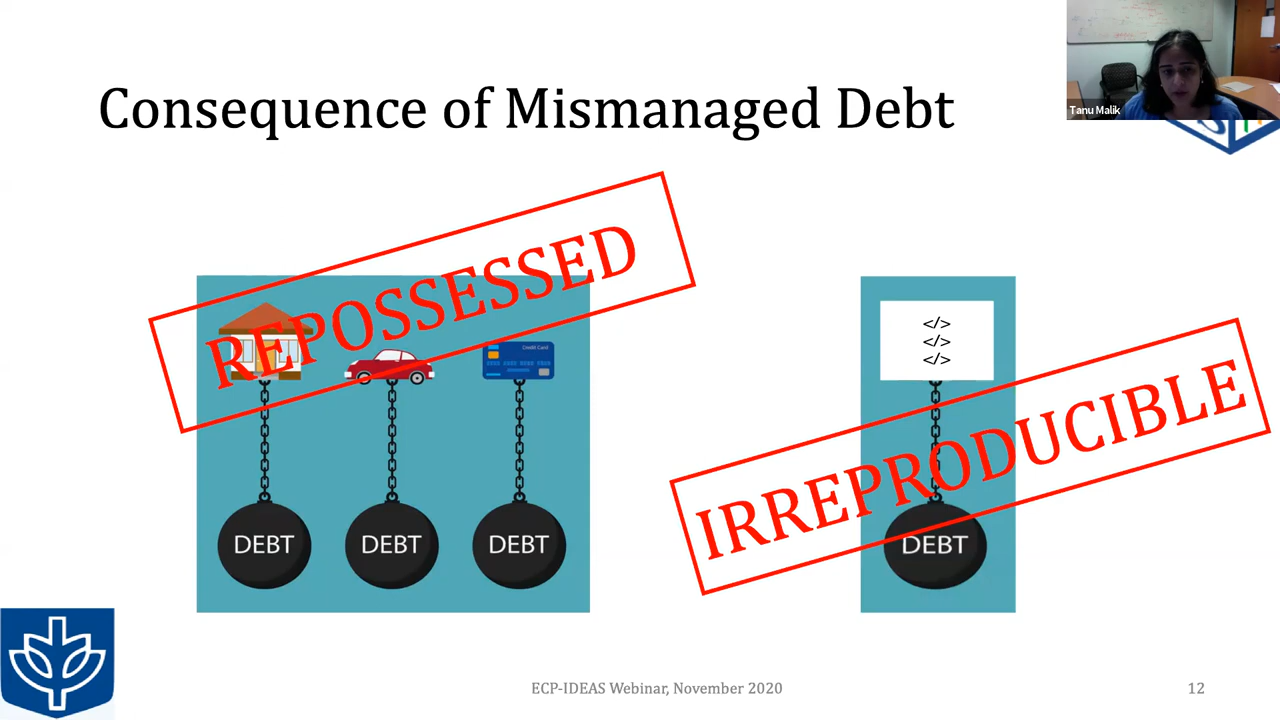 Consequence of Mismanaged Debt
Tanu Malik
REPOSSESSED
Credit Card
</>
</>
</>
IRREPRODUCIBLE
DEBT
DEBT
DEBT
DEBT
ECP-IDEAS Webinar, November 2020
12